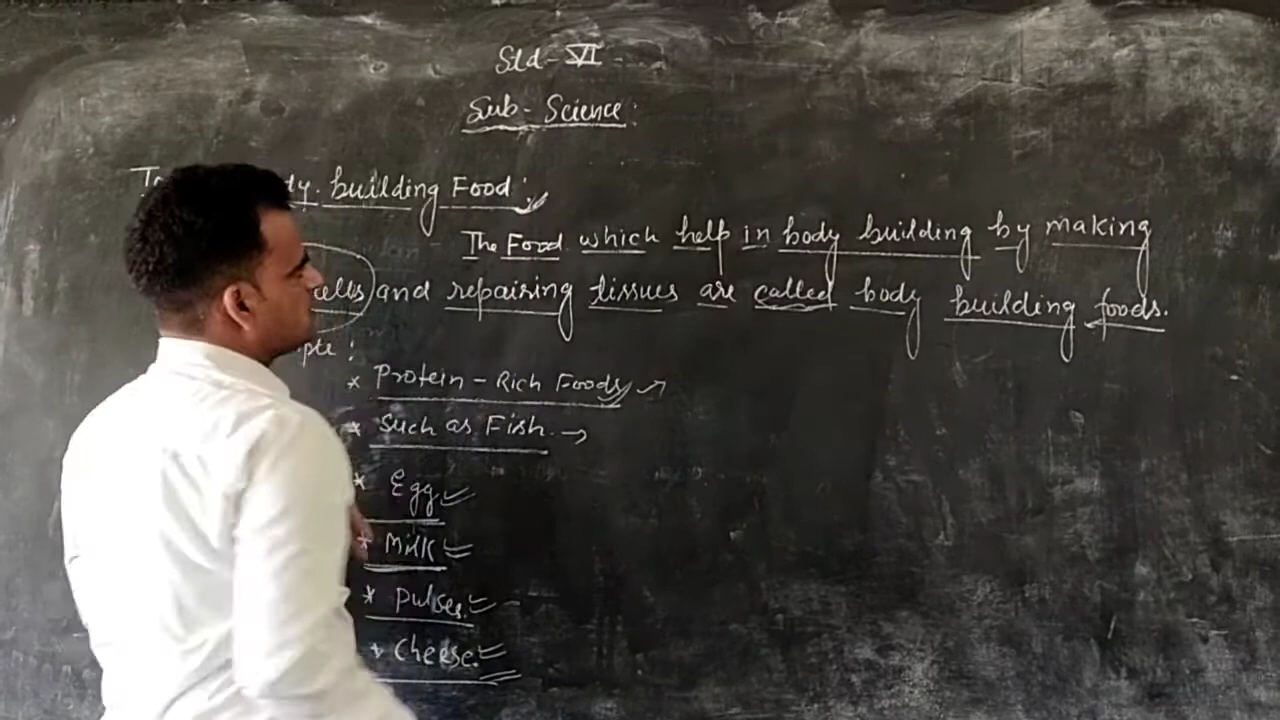 Std - VI -
Sub - Science:
building Food:
The Food which help in body building by making
cells and repairing tissues are called body building foods.
* Protein - Rich Foods →
* Such as Fish. →
* Egg
* Milk
* Pulses.
* Cheese.